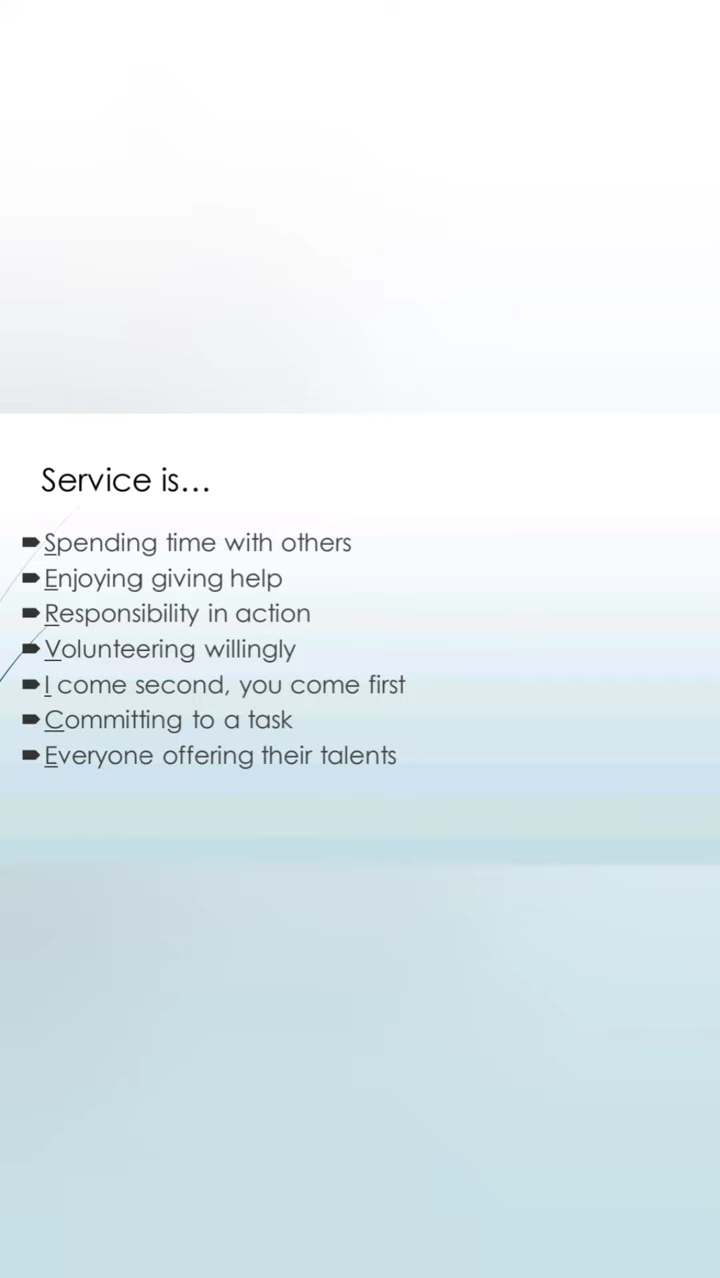 Service is...
Spending time with others
Enjoying giving help
Responsibility in action
Volunteering willingly
I come second, you come first
Committing to a task
Everyone offering their talents